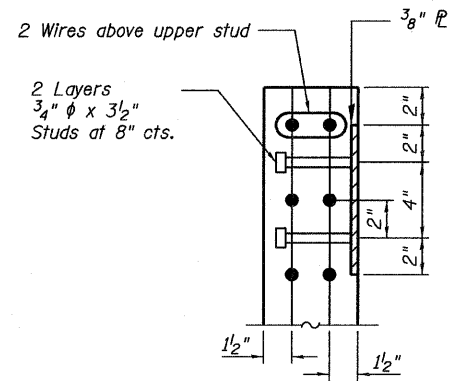 2 Wires above upper stud
3/8" ℄
2 Layers
3/4" φ x 3 1/2"
Studs at 8" cts.
2"
2"
4"
2"
2"
1 1/2"
1 1/2"